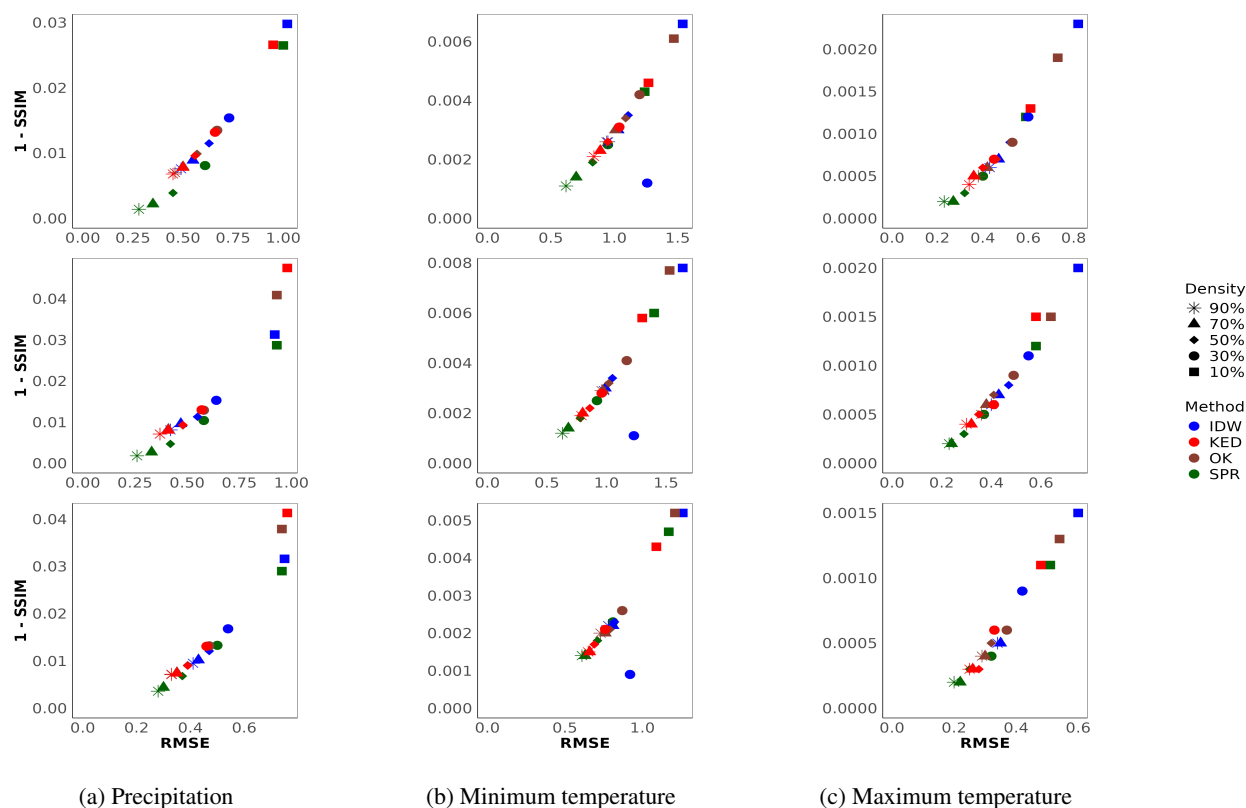 0.03
0.02
0.01
0.00
1 - SSIM
0.00 0.25 0.50 0.75 1.00
0.006
0.004
0.002
0.000
0.0 0.5 1.0 1.5
0.0020
0.0015
0.0010
0.0005
0.0000
0.0 0.2 0.4 0.6 0.8
0.04
0.03
0.02
0.01
0.00
0.00 0.25 0.50 0.75 1.00
0.008
0.006
0.004
0.002
0.000
0.0 0.5 1.0 1.5
0.0020
0.0015
0.0010
0.0005
0.0000
0.0 0.2 0.4 0.6
Density
90%
70%
50%
30%
10%
Method
IDW
KED
OK
SPR
0.04
0.03
0.02
0.01
0.00
1 - SSIM
0.0 0.2 0.4 0.6
RMSE
0.005
0.004
0.003
0.002
0.001
0.000
0.0 0.5 1.0
RMSE
0.0015
0.0010
0.0005
0.0000
0.2 0.4 0.6
RMSE
(a) Precipitation
(b) Minimum temperature
(c) Maximum temperature